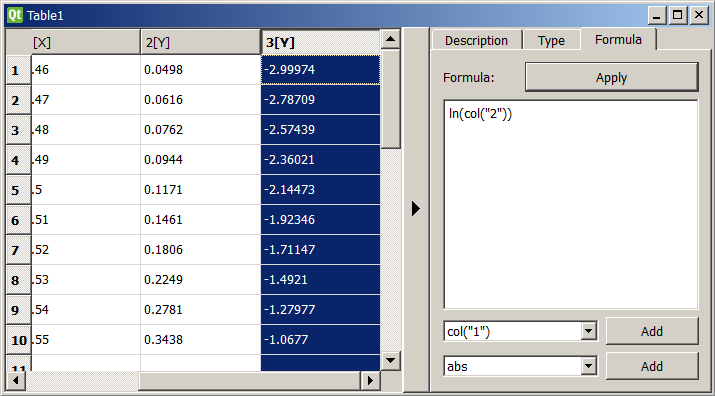 Qt Table1
[X] 2[Y] 3[Y]
1 .46 0.0498 -2.99974
2 .47 0.0616 -2.78709
3 .48 0.0762 -2.57439
4 .49 0.0944 -2.36021
5 .5 0.1171 -2.14473
6 .51 0.1461 -1.92346
7 .52 0.1806 -1.71147
8 .53 0.2249 -1.4921
9 .54 0.2781 -1.27977
10 .55 0.3438 -1.0677
11
Description Type Formula
Formula: Apply
ln(col("2"))
col("1") Add
abs Add